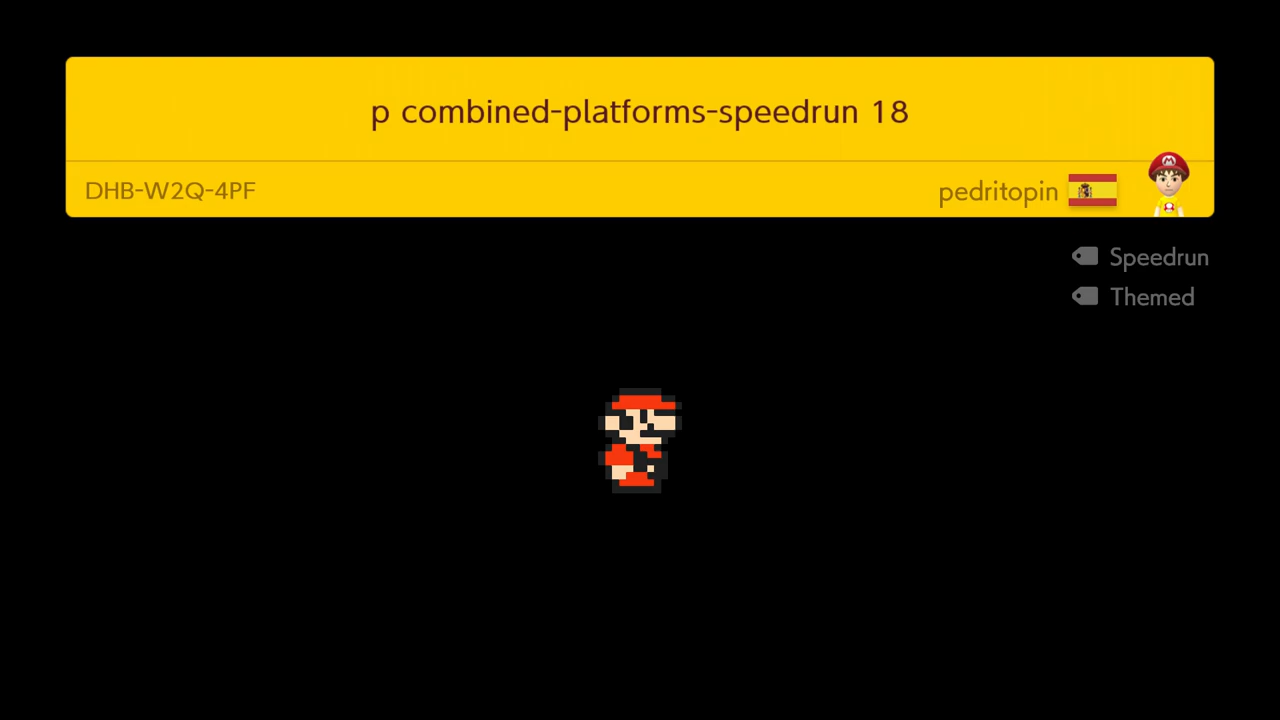 p combined-platforms-speedrun 18
DHB-W2Q-4PF
pedritopin
Speedrun
Themed